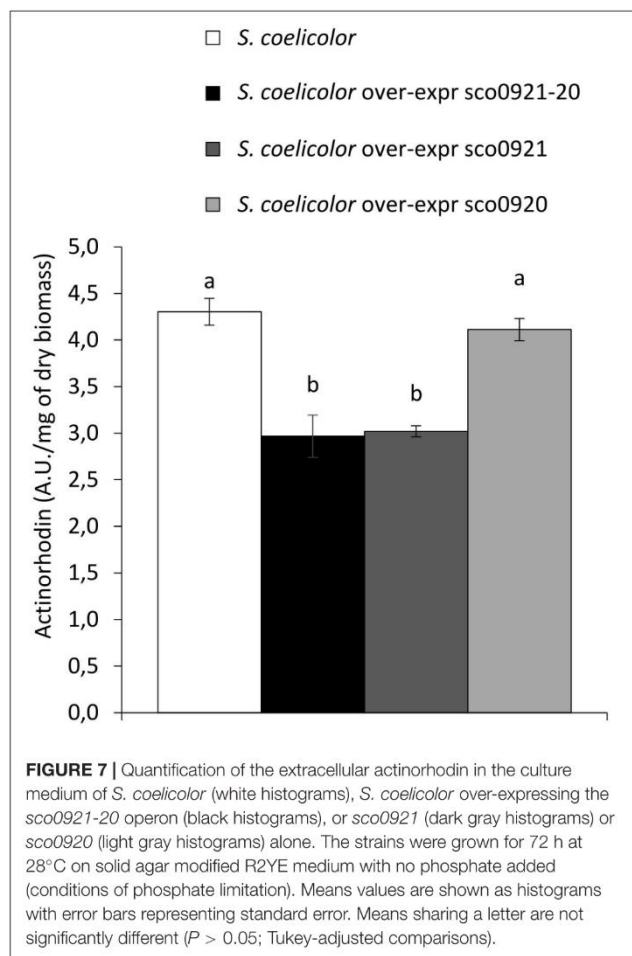 S. coelicolor
S. coelicolor over-expr sco0921-20
S. coelicolor over-expr sco0921
S. coelicolor over-expr sco0920
Actinorhodin (A.U./mg of dry biomass)
5,0
4,5
4,0
3,5
3,0
2,5
2,0
1,5
1,0
0,5
0,0
a
b
b
a
FIGURE 7 | Quantification of the extracellular actinorhodin in the culture
medium of S. coelicolor (white histograms), S. coelicolor over-expressing the
sco0921-20 operon (black histograms), or sco0921 (dark gray histograms) or
sco0920 (light gray histograms) alone. The strains were grown for 72 h at
28°C on solid agar modified R2YE medium with no phosphate added
(conditions of phosphate limitation). Means values are shown as histograms
with error bars representing standard error. Means sharing a letter are not
significantly different (P > 0.05; Tukey-adjusted comparisons).